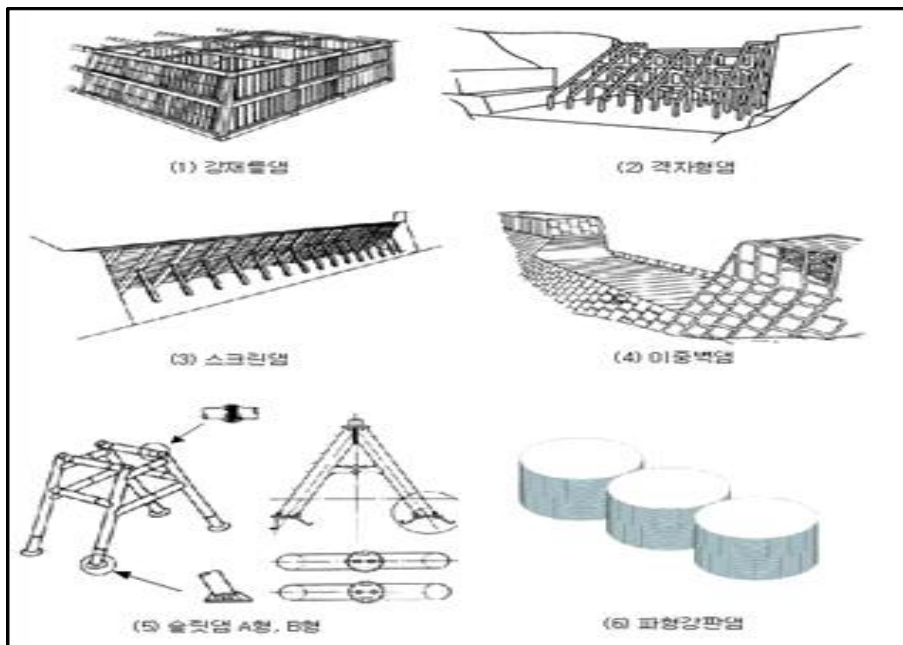 (1) 강재틀댐
(2) 격자형댐
(3) 스크린댐
(4) 이중벽댐
(5) 슬릿댐 A형, B형
(6) 파형강판댐